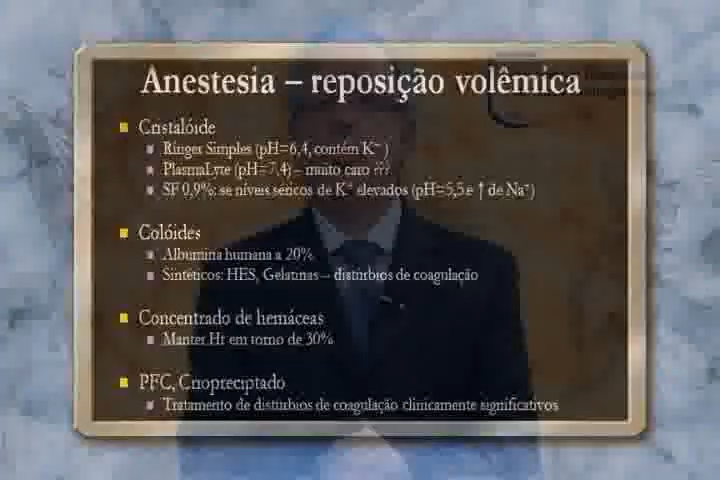 Anestesia – reposição volêmica
Cristalóide
Ringer Simples (pH=6,4, contém K⁺)
PlasmaLyte (pH=7,4) – muito caro ???
SF 0,9%: se níveis séricos de K⁺ elevados (pH=5,5 e ↑ de Na⁺)
Colóides
Albumina humana a 20%
Sintéticos: HES, Gelatinas – distúrbios de coagulação
Concentrado de hemáceas
Manter Ht em torno de 30%
PFC, Crioprecipitado
Tratamento de distúrbios de coagulação clinicamente significativos